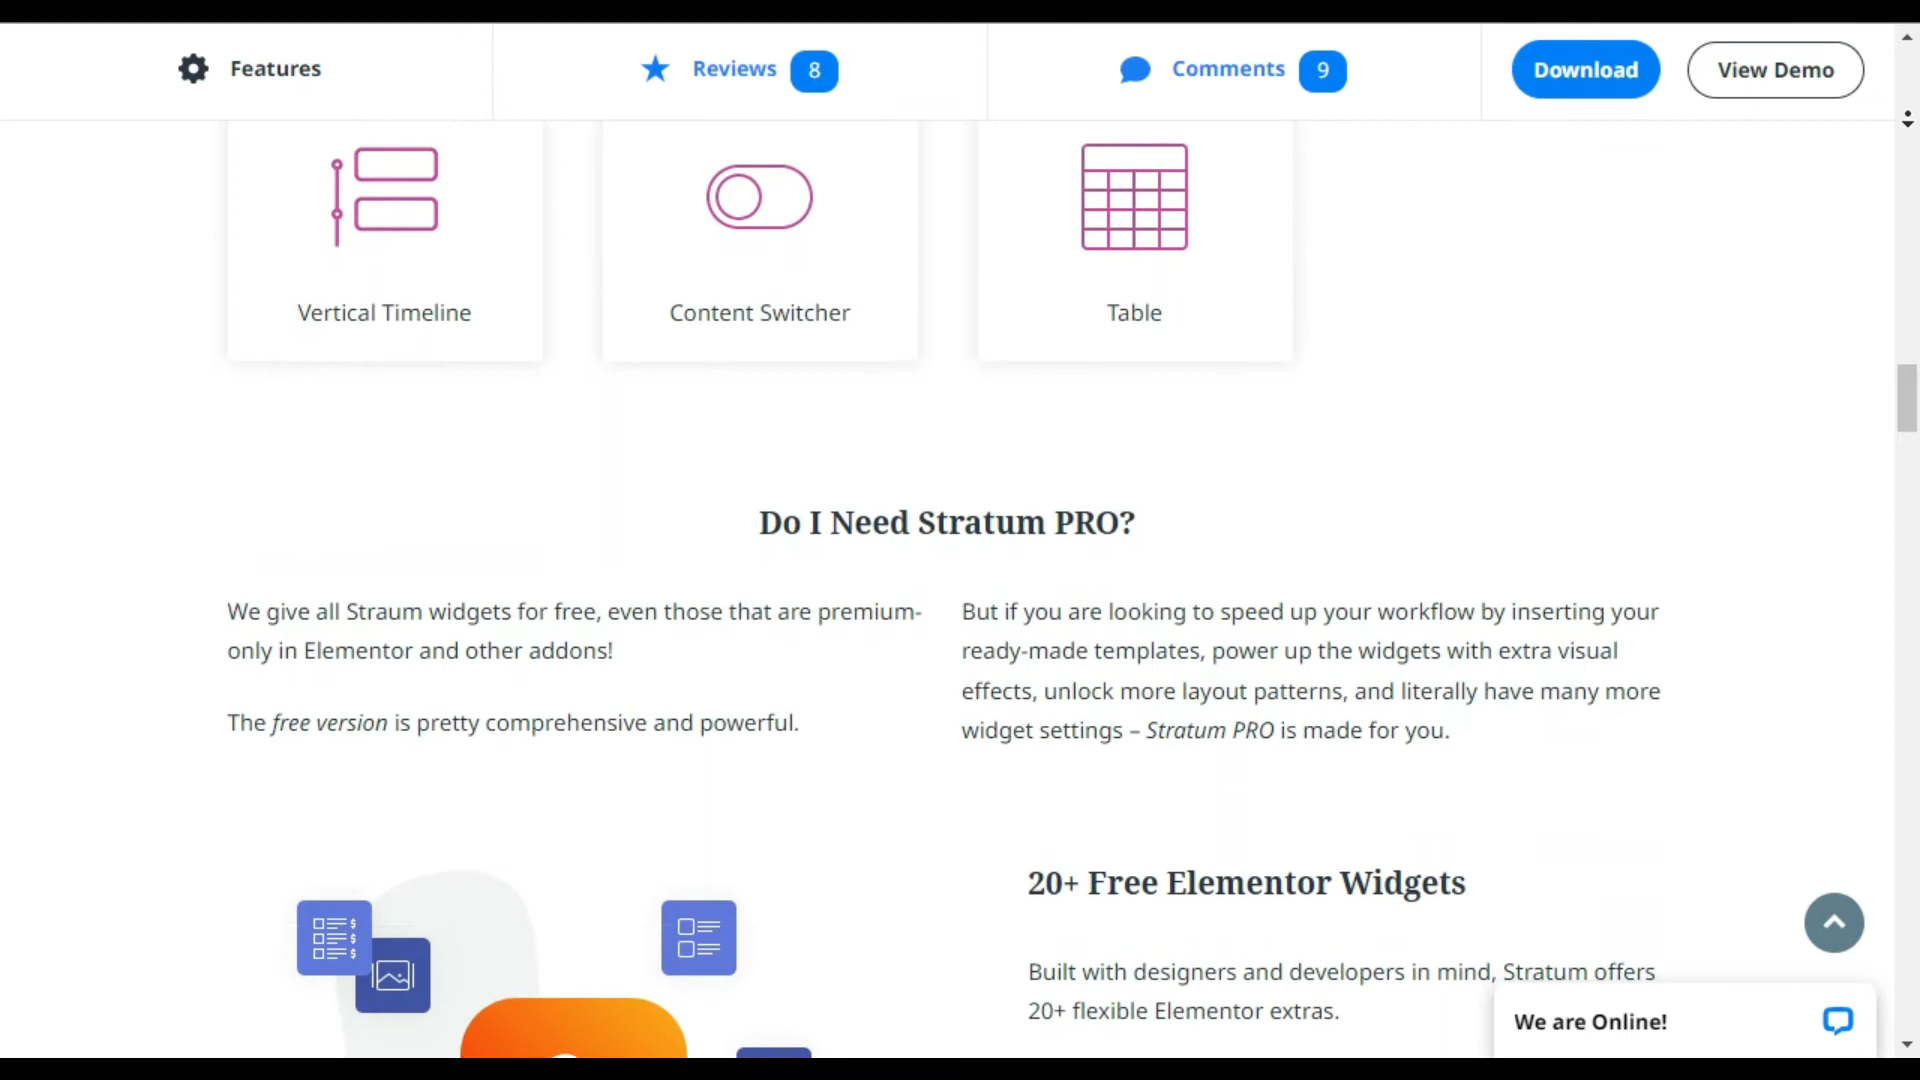 Features
Reviews 8
Comments 9
Download
View Demo
Vertical Timeline
Content Switcher
Table
Do I Need Stratum PRO?
We give all Straum widgets for free, even those that are premium-
only in Elementor and other addons!
The free version is pretty comprehensive and powerful.
But if you are looking to speed up your workflow by inserting your
ready-made templates, power up the widgets with extra visual
effects, unlock more layout patterns, and literally have many more
widget settings – Stratum PRO is made for you.
20+ Free Elementor Widgets
Built with designers and developers in mind, Stratum offers
20+ flexible Elementor extras.
We are Online!